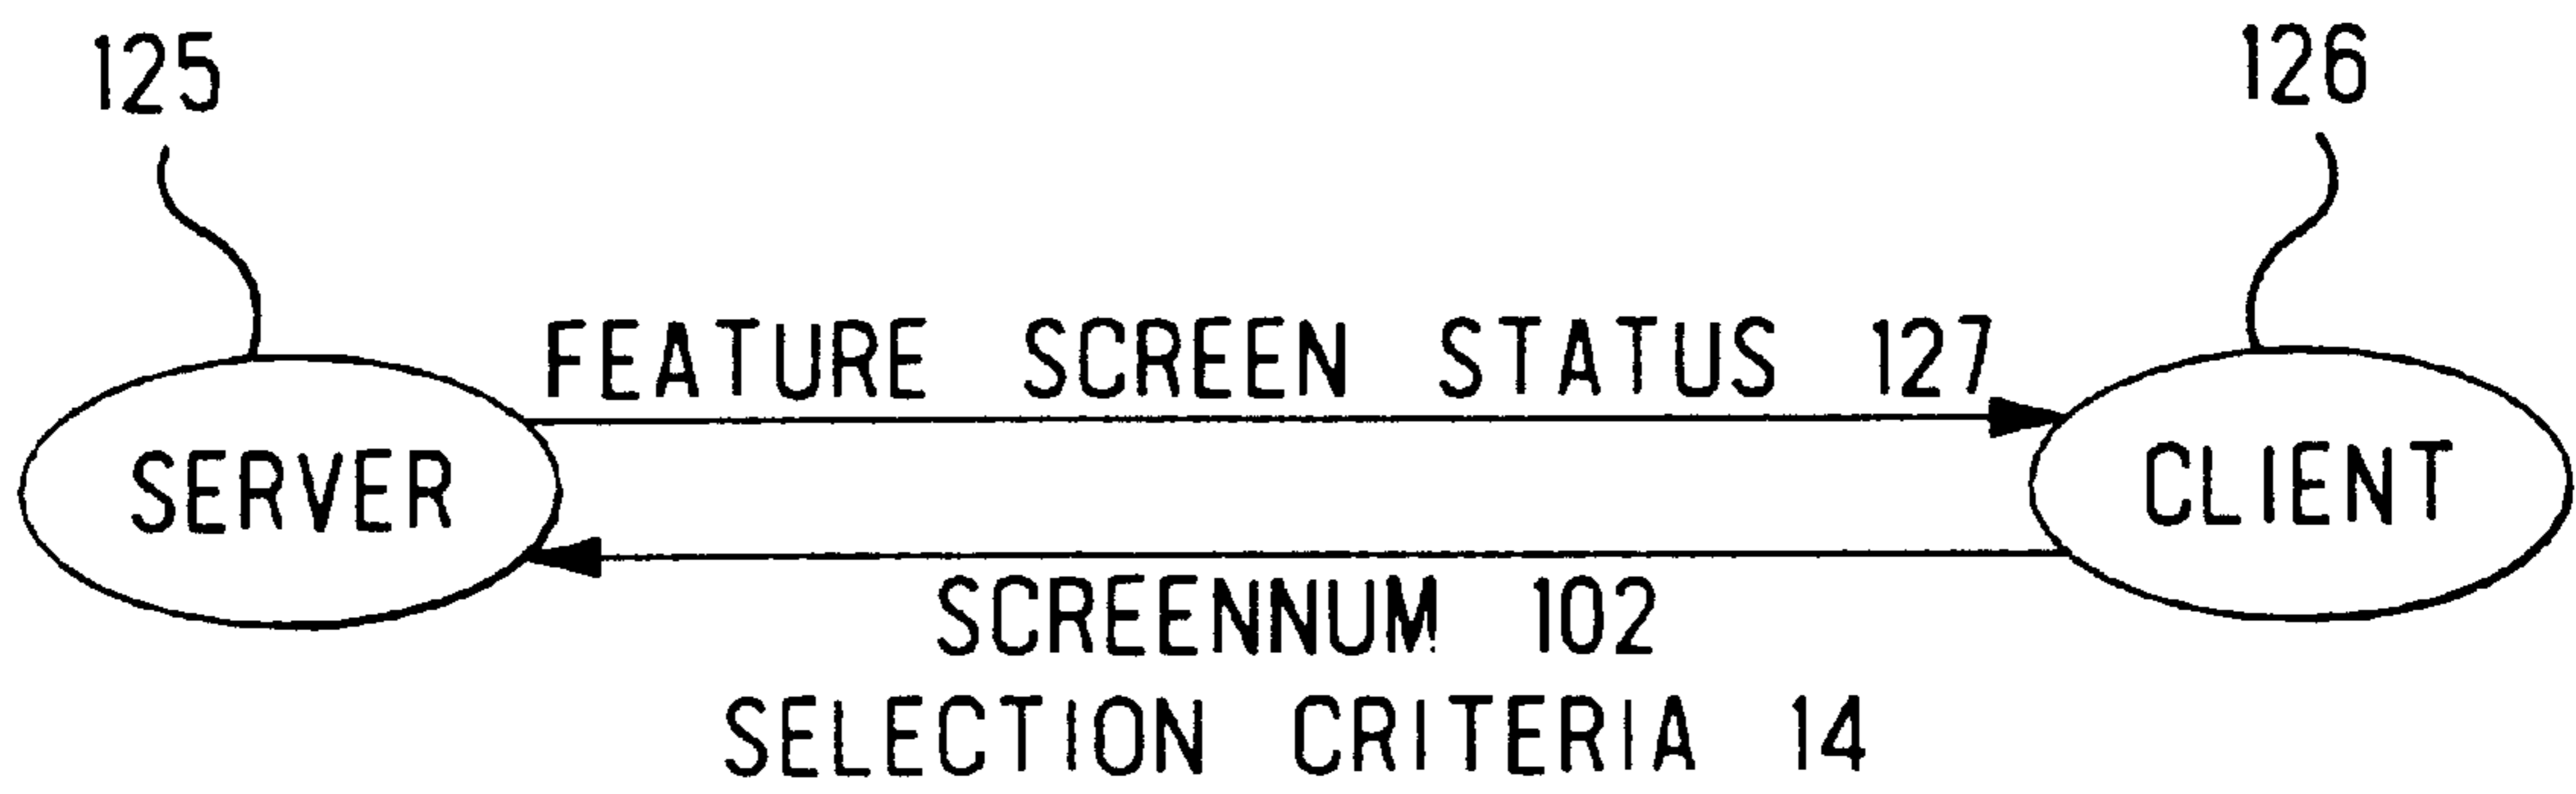 125
126
FEATURE SCREEN STATUS 127
SERVER
CLIENT
SCREENNUM 102
SELECTION CRITERIA 14